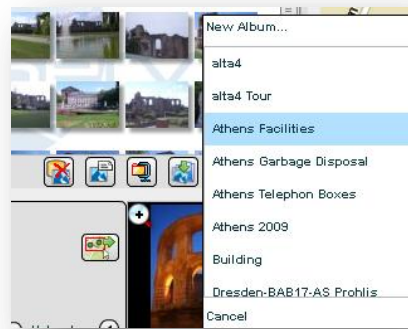 New Album...
alta4
alta4 Tour
Athens Facilities
Athens Garbage Disposal
Athens Telephon Boxes
Athens 2009
Building
Dresden-BAB17-AS Prohlis
Cancel